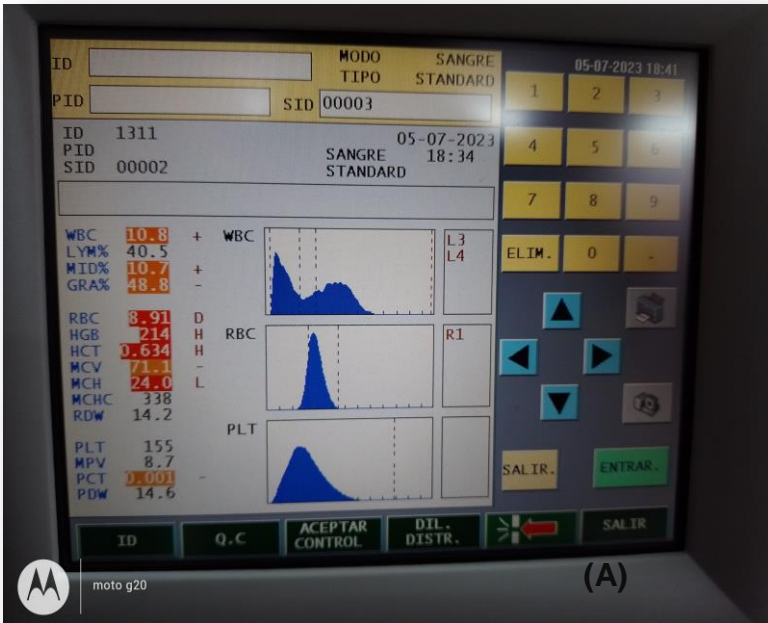 ID MODO SANGRE 05-07-2023 18:41
TIPO STANDARD
PID SID 00003
1 2 3
ID 1311 05-07-2023
PID SANGRE 18:34
SID 00002 STANDARD
4 5 6
7 8 9
ELIM. 0 .
WBC 10.8 +
LYM% 40.5
MID% 10.7 +
GRA% 48.8 -
WBC
L3
L4
RBC 8.91 D
HGB 214 H
HCT 0.634 H
MCV 71.1 -
MCH 24.0 L
MCHC 338
RDW 14.2
RBC
R1
PLT 155
MPV 8.7
PCT 0.001 -
PDW 14.6
PLT
SALIR. ENTRAR.
ID Q.C ACEPTAR CONTROL DIL. DISTR. SALIR
(A)
moto g20